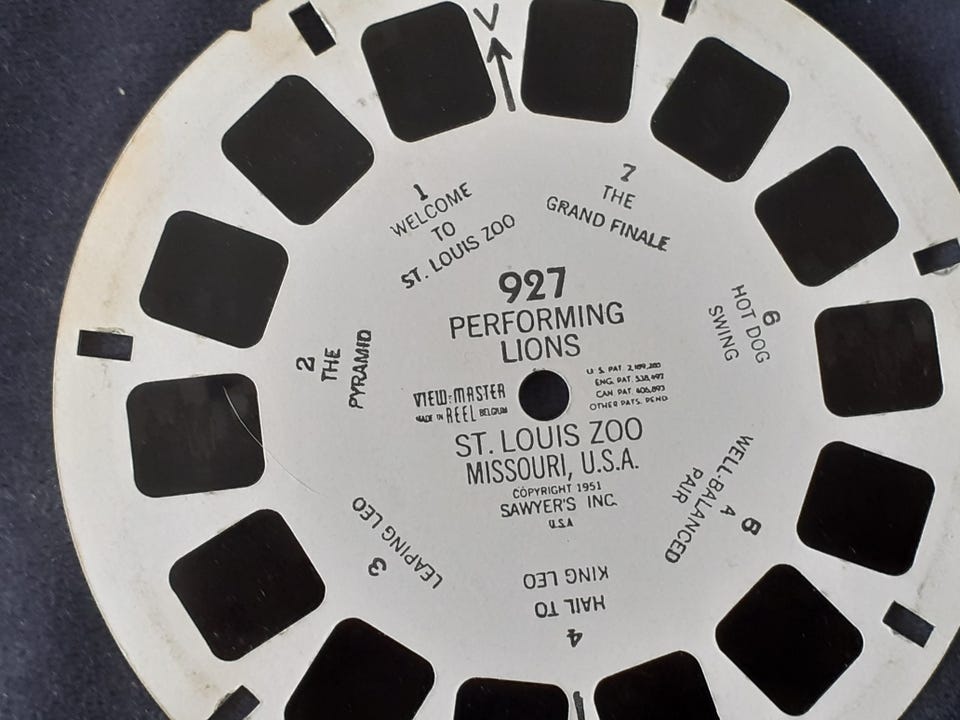 V
1
WELCOME
TO
ST. LOUIS ZOO
7
THE
GRAND FINALE
927
PERFORMING
LIONS
2
THE
PYRAMID
6
HOT DOG
SWING
VIEW-MASTER
MADE IN REEL BELGIUM
U.S. PAT. 2,189,285
ENG. PAT. 538,497
CAN. PAT. 406,893
OTHER PATS. PEND
ST. LOUIS ZOO
MISSOURI, U.S.A.
COPYRIGHT 1951
SAWYER'S INC.
U.S.A
3
LEAPING LEO
5
A
WELL-BALANCED
PAIR
4
HAIL TO
KING LEO